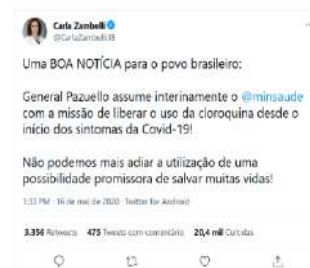 Carla Zambelli
@CarlaZambelli38
Uma BOA NOTÍCIA para o povo brasileiro:
General Pazuello assume interinamente o @minsaude
com a missão de liberar o uso da cloroquina desde o
início dos sintomas da Covid-19!
Não podemos mais adiar a utilização de uma
possibilidade promissora de salvar muitas vidas!
1:33 PM · 16 de mai de 2020 · Twitter for Android
3.356 Retweets 475 Tweets com comentário 20,4 mil Curtidas